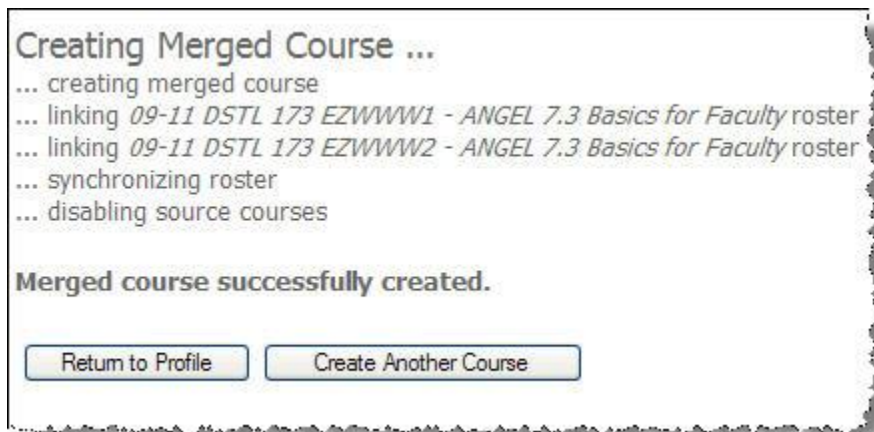 Creating Merged Course ...
... creating merged course
... linking 09-11 DSTL 173 EZWWW1 - ANGEL 7.3 Basics for Faculty roster
... linking 09-11 DSTL 173 EZWWW2 - ANGEL 7.3 Basics for Faculty roster
... synchronizing roster
... disabling source courses
Merged course successfully created.
Return to Profile Create Another Course